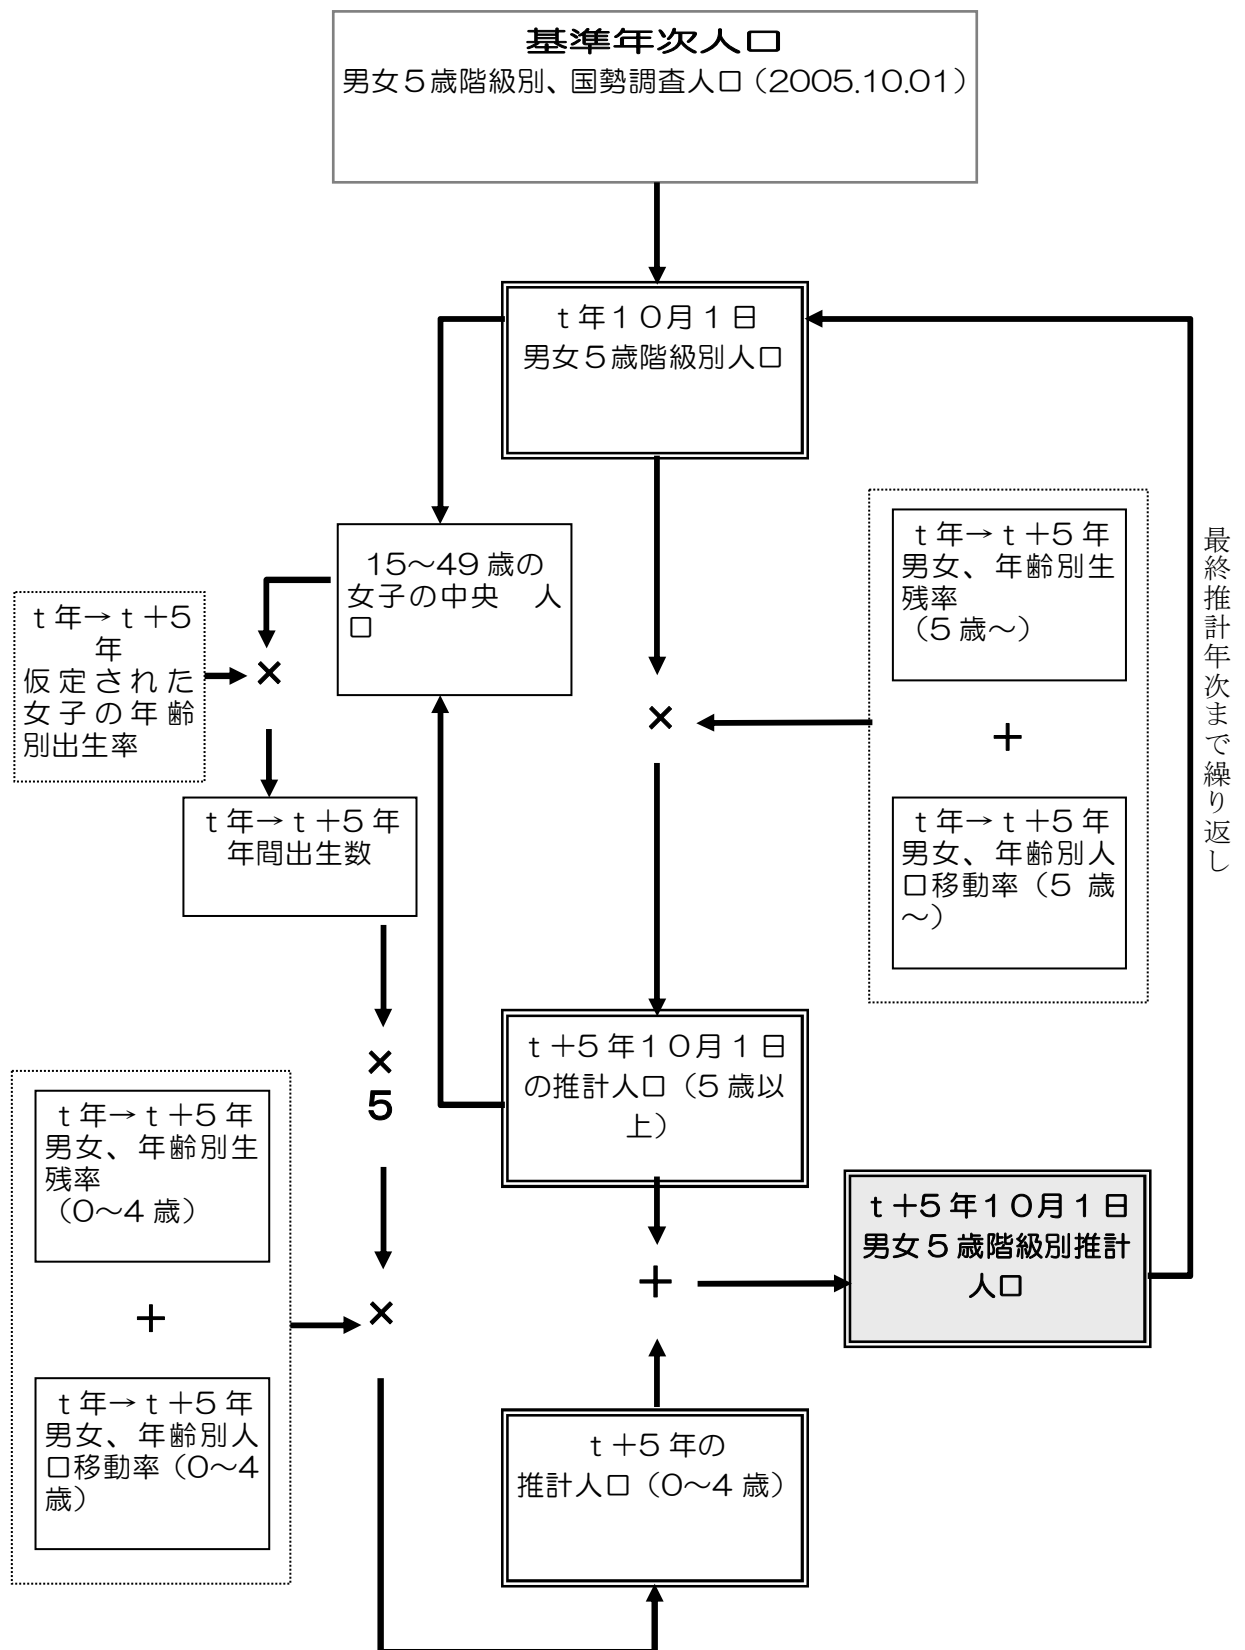 基準年次人口
男女５歳階級別、国勢調査人口（2005.10.01）
ｔ年１０月１日
男女５歳階級別人口
15～49 歳の
女子の中央　人
口
ｔ年→ｔ＋５
年
仮定された
女子の年齢
別出生率
×
ｔ年→ｔ＋５年
年間出生数
×
ｔ年→ｔ＋５年
男女、年齢別生
残率
（５歳～）
＋
ｔ年→ｔ＋５年
男女、年齢別人
口移動率（５歳
～）
最終推計年次まで繰り返し
×
５
ｔ＋５年１０月１日
の推計人口（５歳以
上）
ｔ年→ｔ＋５年
男女、年齢別生
残率
（０～４歳）
＋
ｔ年→ｔ＋５年
男女、年齢別人
口移動率（０～４
歳）
×
＋
ｔ＋５年１０月１日
男女５歳階級別推計
人口
ｔ＋５年の
推計人口（０～４歳）